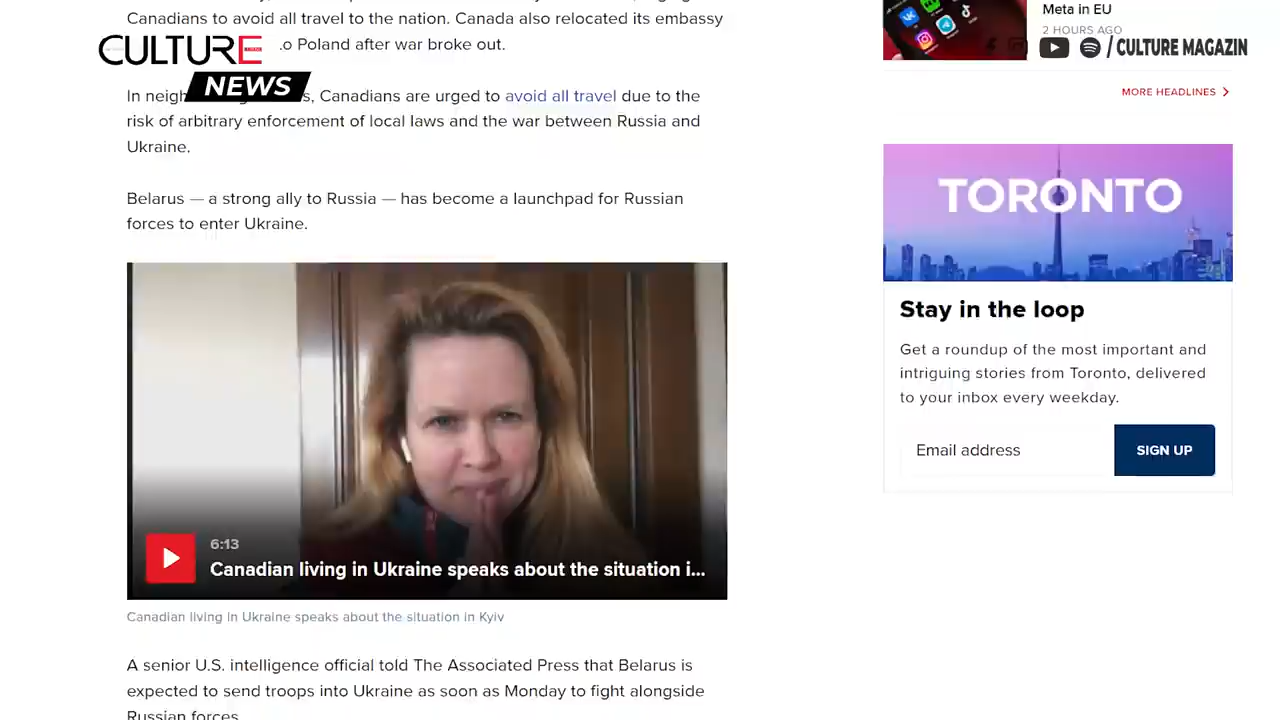 Canadians to avoid all travel to the nation. Canada also relocated its embassy
.o Poland after war broke out.
CULTURE
NEWS
In neigh s, Canadians are urged to avoid all travel due to the
risk of arbitrary enforcement of local laws and the war between Russia and
Ukraine.
Belarus — a strong ally to Russia — has become a launchpad for Russian
forces to enter Ukraine.
6:13
Canadian living in Ukraine speaks about the situation i...
Canadian living in Ukraine speaks about the situation in Kyiv
A senior U.S. intelligence official told The Associated Press that Belarus is
expected to send troops into Ukraine as soon as Monday to fight alongside
Russian forces.
Meta in EU
2 HOURS AGO
/ CULTURE MAGAZIN
MORE HEADLINES
TORONTO
Stay in the loop
Get a roundup of the most important and
intriguing stories from Toronto, delivered
to your inbox every weekday.
Email address
SIGN UP